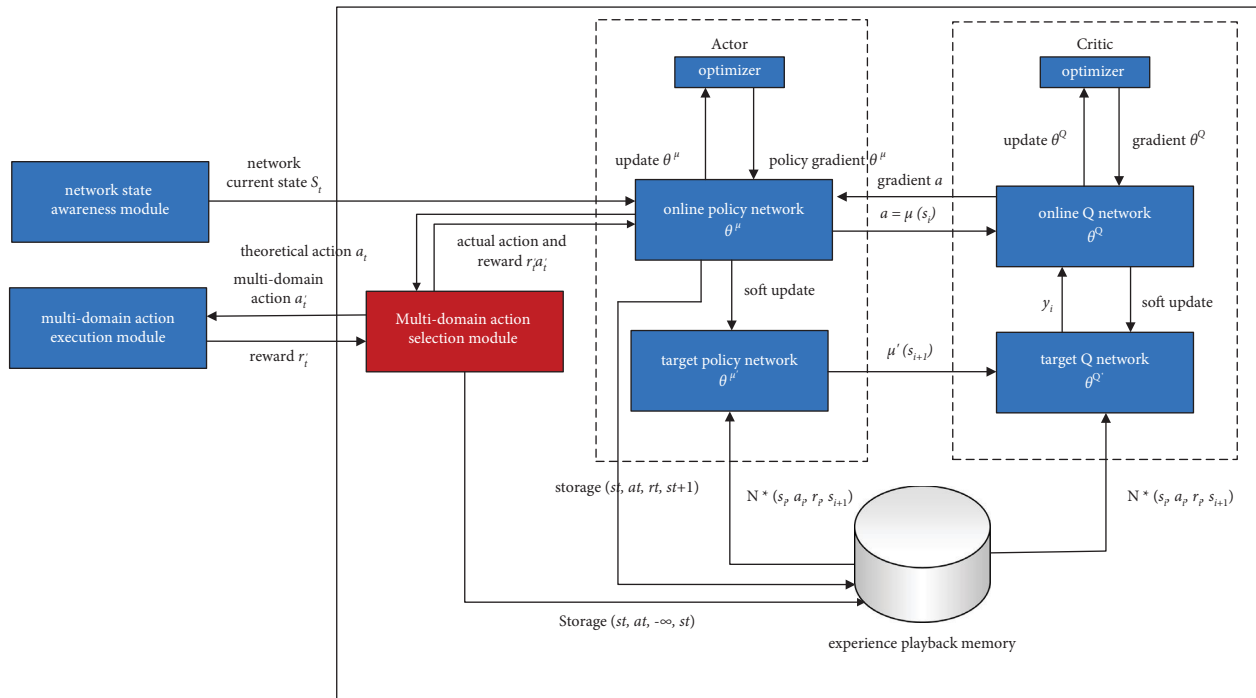 Actor
optimizer
update θ^μ
policy gradient θ^μ
Critic
optimizer
update θ^Q
gradient θ^Q
network state
awareness module
network
current state S_t
online policy network
θ^μ
gradient a
a = μ (s_i)
online Q network
θ^Q
theoretical action a_t
actual action and
reward r_t'a_t'
multi-domain
action a_t'
multi-domain action
execution module
reward r_t'
Multi-domain action
selection module
soft update
y_i
soft update
target policy network
θ^μ'
μ' (s_{i+1})
target Q network
θ^Q'
storage (st, at, rt, st+1)
N * (s_i, a_i, r_i, s_{i+1})
N * (s_i, a_i, r_i, s_{i+1})
Storage (st, at, -∞, st)
experience playback memory